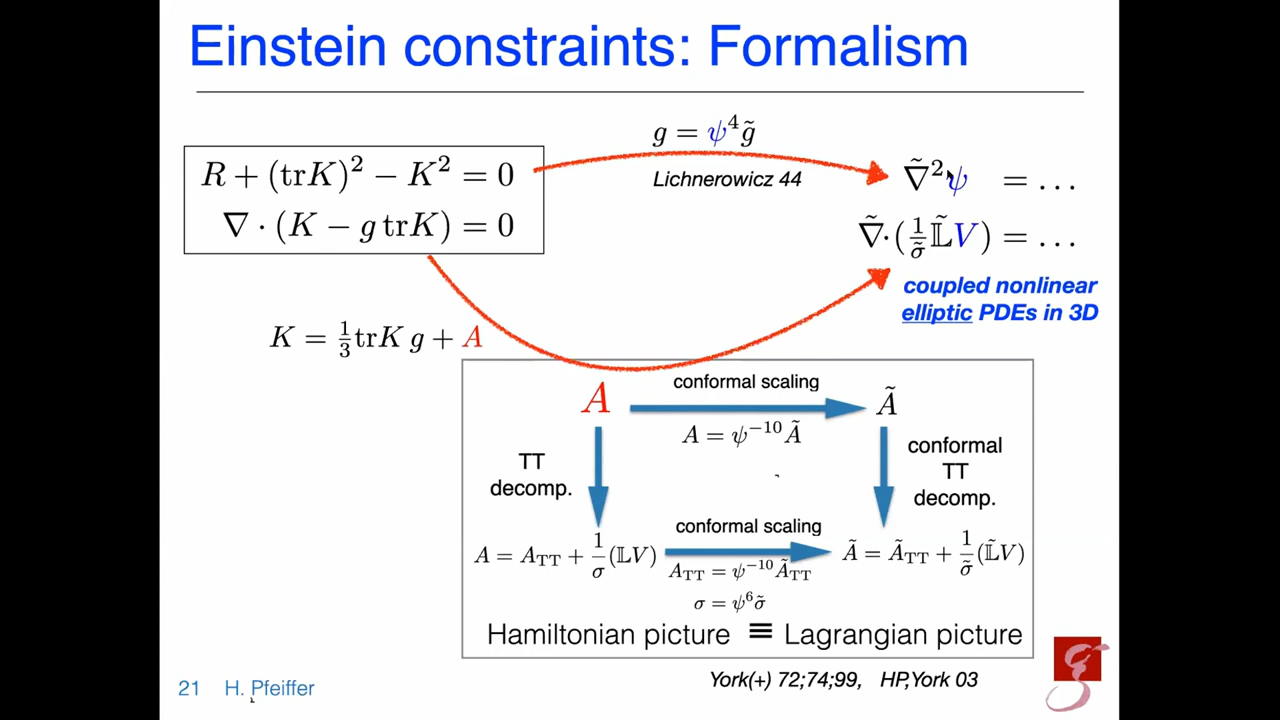 Einstein constraints: Formalism
R + (trK)² − K² = 0
∇ · (K − g trK) = 0
g = ψ⁴g̃
Lichnerowicz 44
∇̃²ψ = …
∇̃·(1/σ̃ 𝕃̃V) = …
coupled nonlinear
elliptic PDEs in 3D
K = 1/3 trK g + A
A
conformal scaling
A = ψ⁻¹⁰Ã
Ã
TT
decomp.
conformal
TT
decomp.
A = A_TT + 1/σ (𝕃V)
conformal scaling
A_TT = ψ⁻¹⁰Ã_TT
σ = ψ⁶σ̃
Ã = Ã_TT + 1/σ̃ (𝕃̃V)
Hamiltonian picture ≡ Lagrangian picture
York(+) 72;74;99, HP,York 03
21 H. Pfeiffer